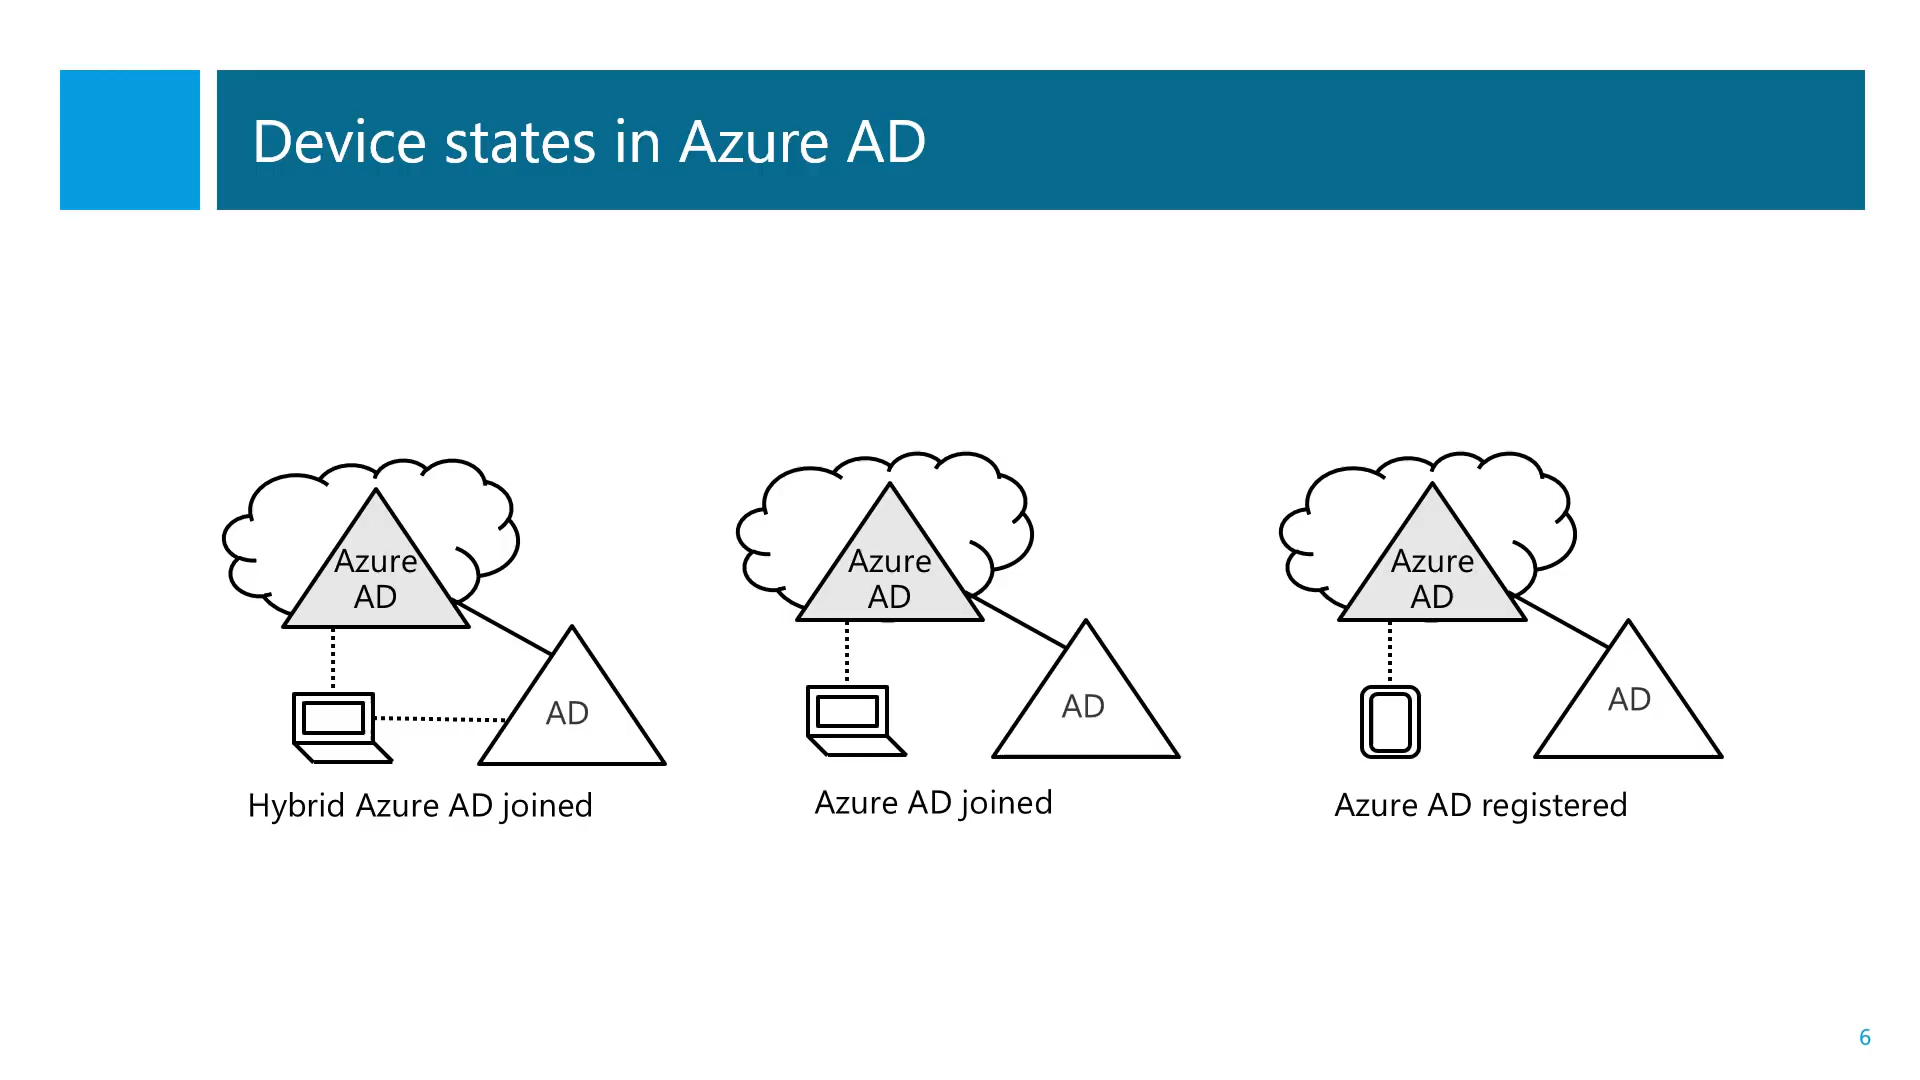 Device states in Azure AD
Azure
AD
AD
Hybrid Azure AD joined
Azure
AD
AD
Azure AD joined
Azure
AD
AD
Azure AD registered
6